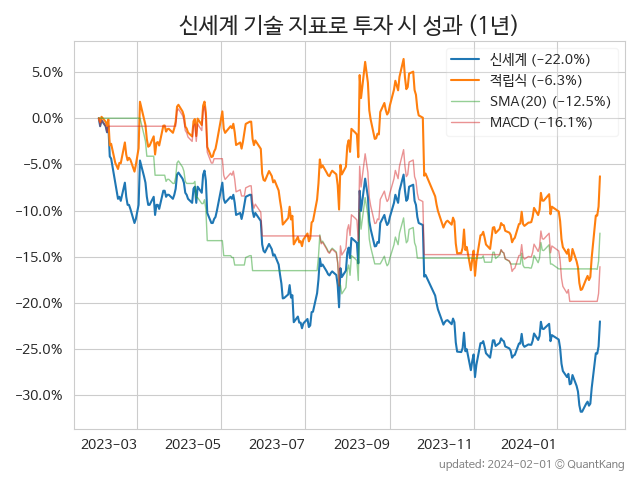 신세계 기술 지표로 투자 시 성과 (1년)
신세계 (−22.0%)
적립식 (−6.3%)
SMA(20) (−12.5%)
MACD (−16.1%)
5.0%
0.0%
−5.0%
−10.0%
−15.0%
−20.0%
−25.0%
−30.0%
2023-03
2023-05
2023-07
2023-09
2023-11
2024-01
updated: 2024-02-01 © QuantKang